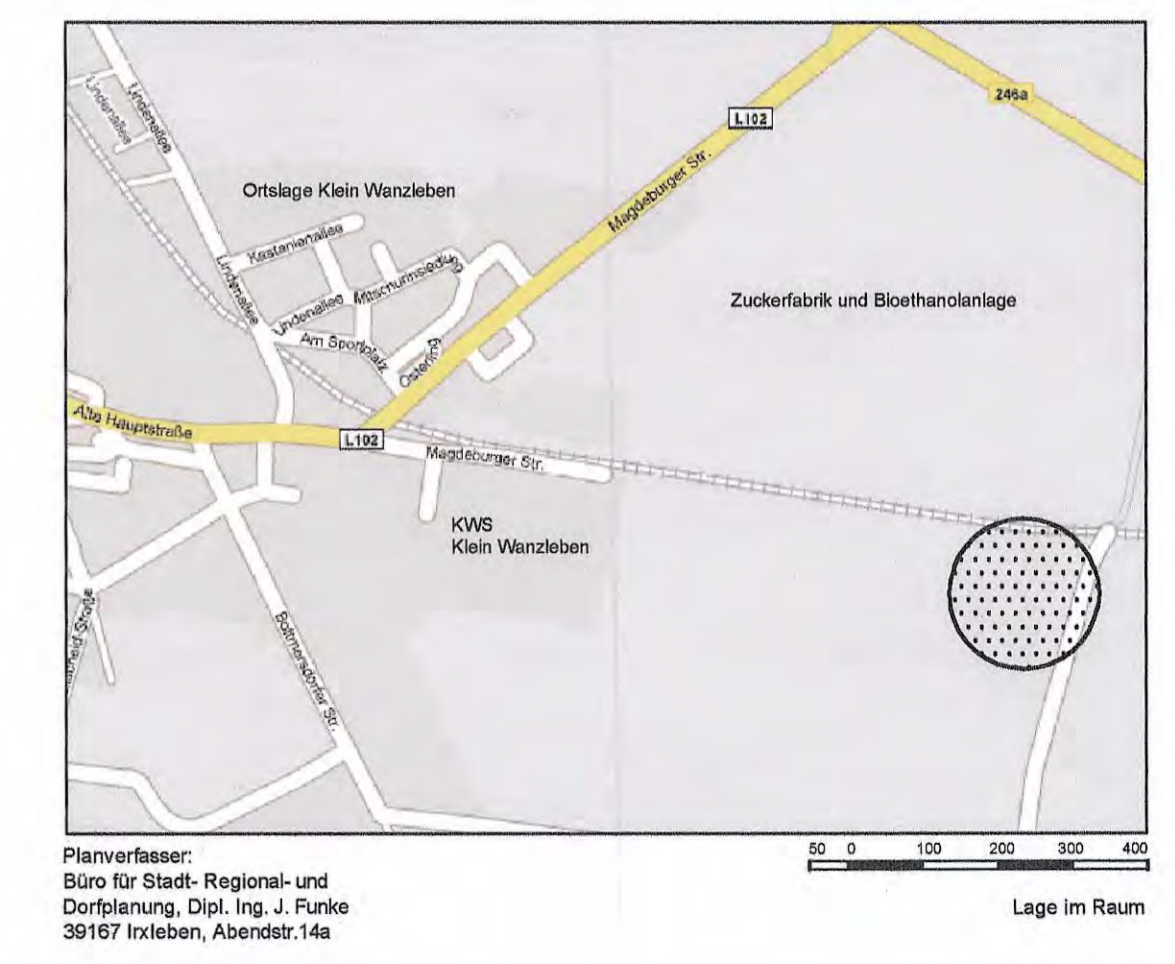 246a
L102
Lindenallee
Lindenallee
Magdeburger Str.
Ortslage Klein Wanzleben
Kastanienallee
Lindenallee
Mitschurinsiedlung
Zuckerfabrik und Bioethanolanlage
Lindenallee
Am Sportplatz
Ostering
Alte Hauptstraße
L102
Magdeburger Str.
KWS
Klein Wanzleben
Bottmersdorfer Str.
Planverfasser:
Büro für Stadt- Regional- und
Dorfplanung, Dipl. Ing. J. Funke
39167 Irxleben, Abendstr.14a
50 0 100 200 300 400
Lage im Raum